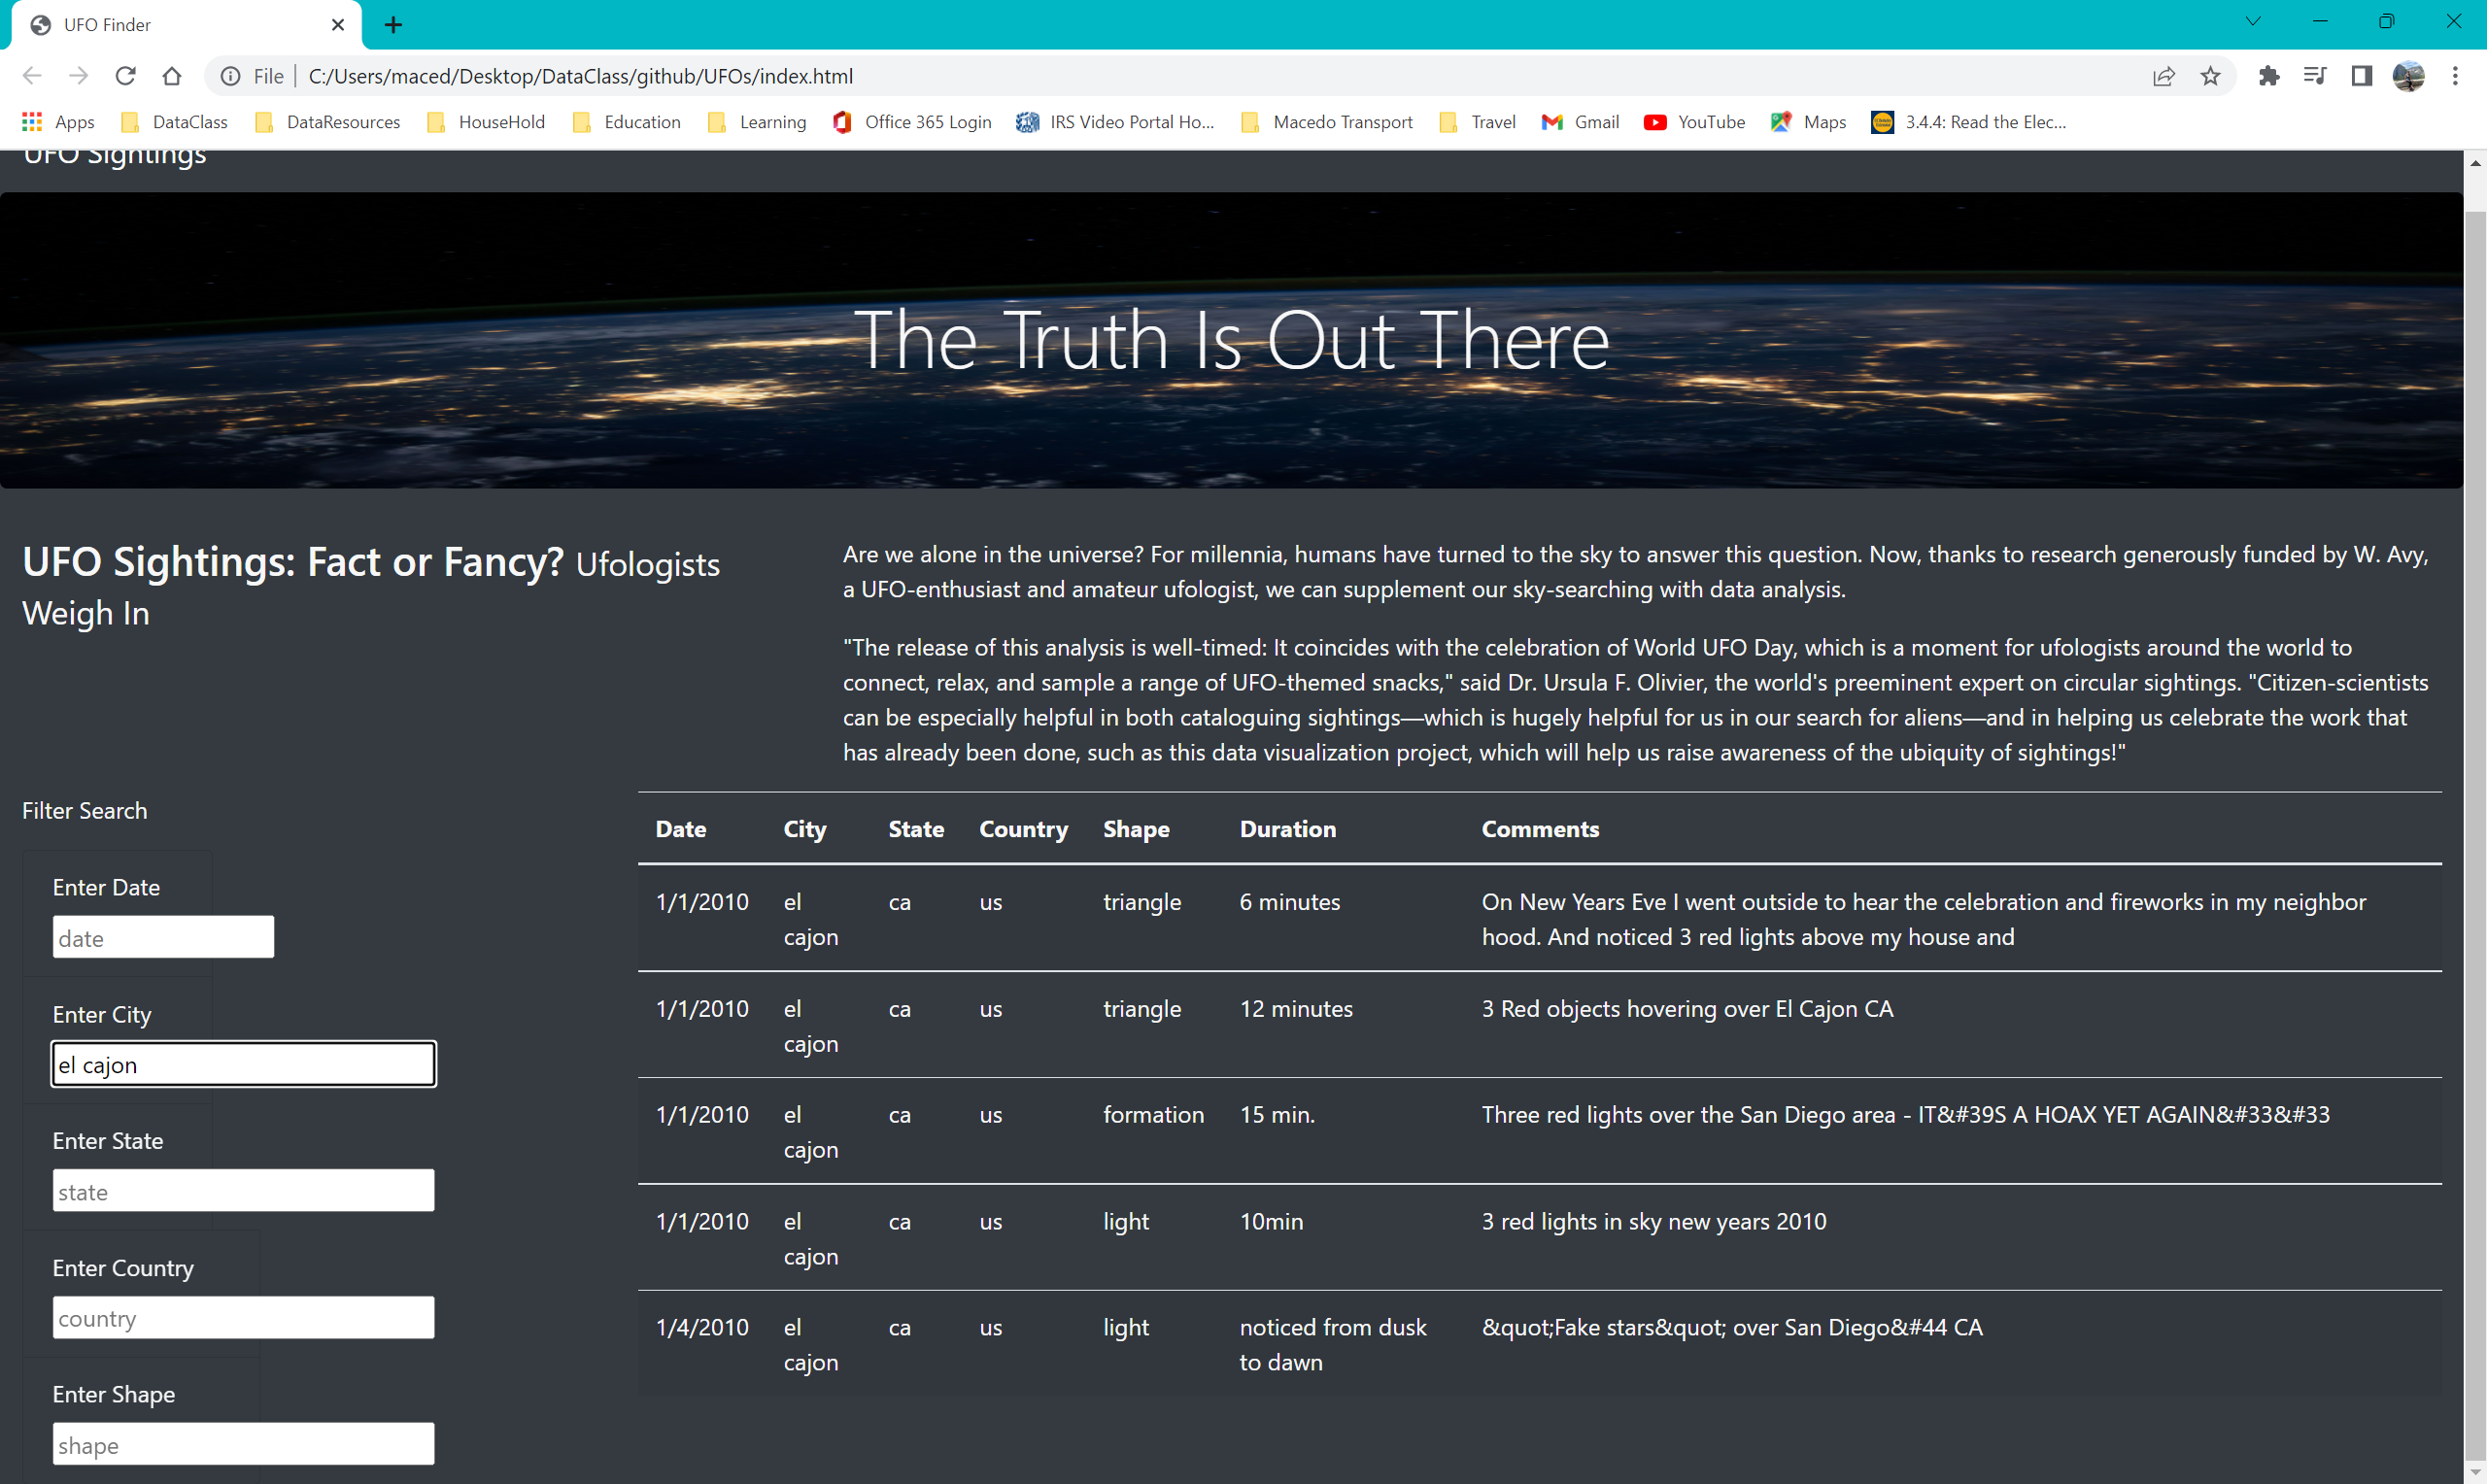 UFO Finder
File
C:/Users/maced/Desktop/DataClass/github/UFOs/index.html
Apps DataClass DataResources HouseHold Education Learning Office 365 Login IRS Video Portal Ho... Macedo Transport Travel Gmail YouTube Maps 3.4.4: Read the Elec...
UFO Sightings
The Truth Is Out There
UFO Sightings: Fact or Fancy? Ufologists
Weigh In
Are we alone in the universe? For millennia, humans have turned to the sky to answer this question. Now, thanks to research generously funded by W. Avy,
a UFO-enthusiast and amateur ufologist, we can supplement our sky-searching with data analysis.
"The release of this analysis is well-timed: It coincides with the celebration of World UFO Day, which is a moment for ufologists around the world to
connect, relax, and sample a range of UFO-themed snacks," said Dr. Ursula F. Olivier, the world's preeminent expert on circular sightings. "Citizen-scientists
can be especially helpful in both cataloguing sightings—which is hugely helpful for us in our search for aliens—and in helping us celebrate the work that
has already been done, such as this data visualization project, which will help us raise awareness of the ubiquity of sightings!"
Filter Search
Enter Date
date
Enter City
el cajon
Enter State
state
Enter Country
country
Enter Shape
shape
Date City State Country Shape Duration Comments
1/1/2010 el ca us triangle 6 minutes On New Years Eve I went outside to hear the celebration and fireworks in my neighbor
cajon hood. And noticed 3 red lights above my house and
1/1/2010 el ca us triangle 12 minutes 3 Red objects hovering over El Cajon CA
cajon
1/1/2010 el ca us formation 15 min. Three red lights over the San Diego area - IT&#39S A HOAX YET AGAIN&#33&#33
cajon
1/1/2010 el ca us light 10min 3 red lights in sky new years 2010
cajon
1/4/2010 el ca us light noticed from dusk &quot;Fake stars&quot; over San Diego&#44 CA
cajon to dawn